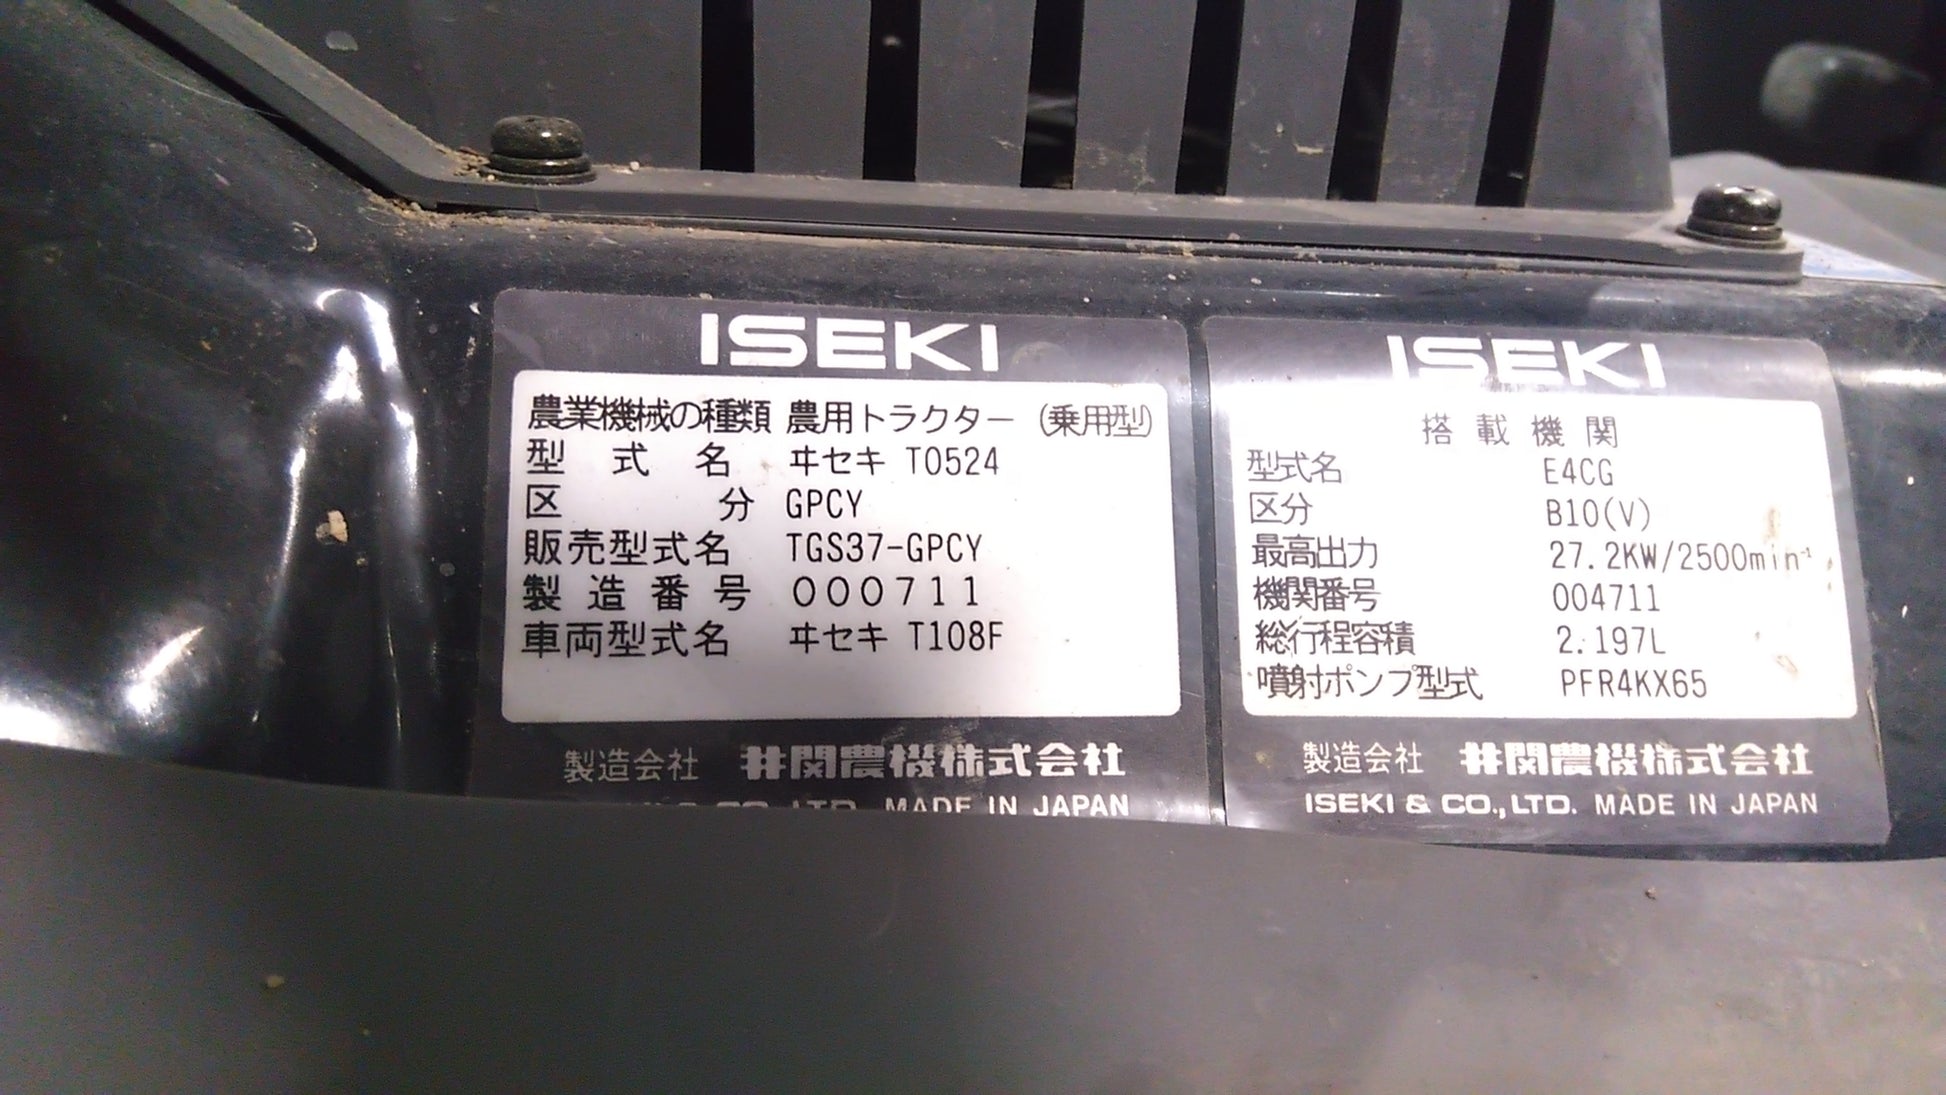 ISEKI
農業機械の種類 農用トラクター (乗用型)
型式名 ヰセキ T0524
区分 GPCY
販売型式名 TGS37-GPCY
製造番号 000711
車両型式名 ヰセキ T108F
製造会社 井関農機株式会社
& CO., LTD. MADE IN JAPAN
ISEKI
搭載機関
型式名 E4CG
区分 B10(V)
最高出力 27.2KW/2500min⁻¹
機関番号 004711
総行程容積 2.197L
噴射ポンプ型式 PFR4KX65
製造会社 井関農機株式会社
ISEKI & CO., LTD. MADE IN JAPAN